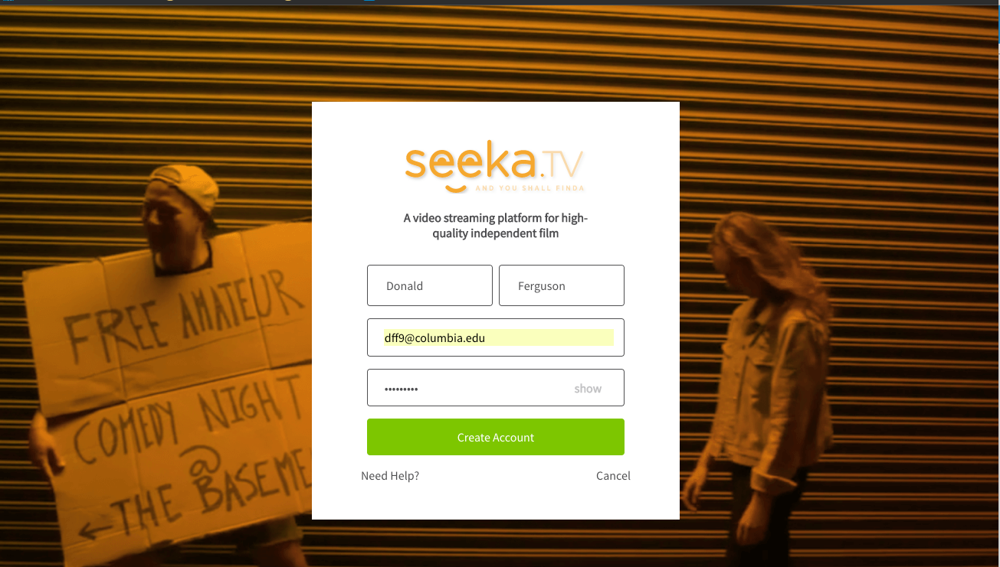 FREE AMATEUR
COMEDY NIGHT
@
←THE BASEME
seeka.TV
AND YOU SHALL FINDA
A video streaming platform for high-
quality independent film
Donald
Ferguson
dff9@columbia.edu
•••••••••
show
Create Account
Need Help?
Cancel